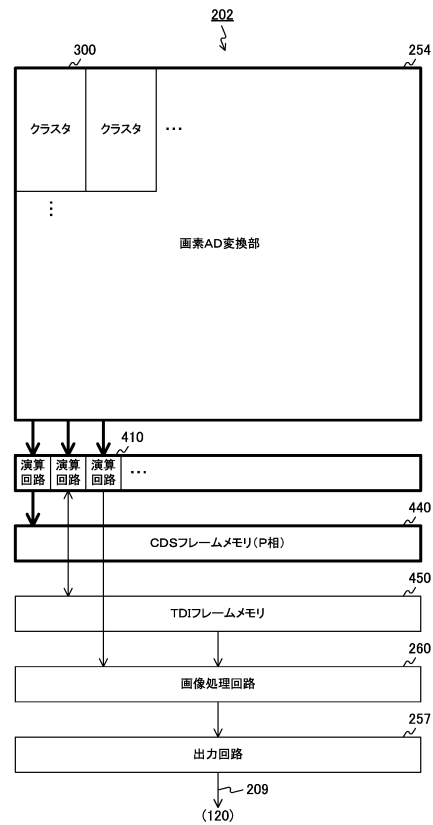 202
300
254
クラスタ
クラスタ
…
⋮
画素AD変換部
410
演算
回路
演算
回路
演算
回路
…
440
CDSフレームメモリ(P相)
450
TDIフレームメモリ
260
画像処理回路
257
出力回路
209
(120)